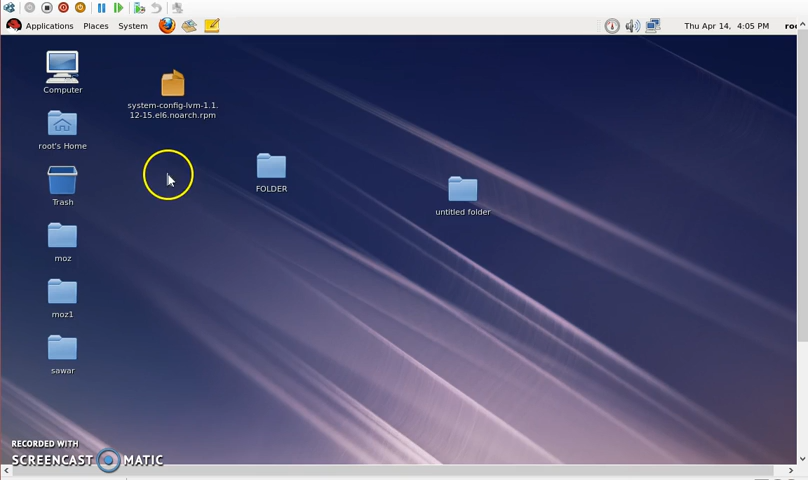 Applications Places System
Thu Apr 14, 4:05 PM
Computer
system-config-lvm-1.1.
12-15.el6.noarch.rpm
root's Home
FOLDER
Trash
untitled folder
moz
moz1
sawar
RECORDED WITH
SCREENCAST MATIC